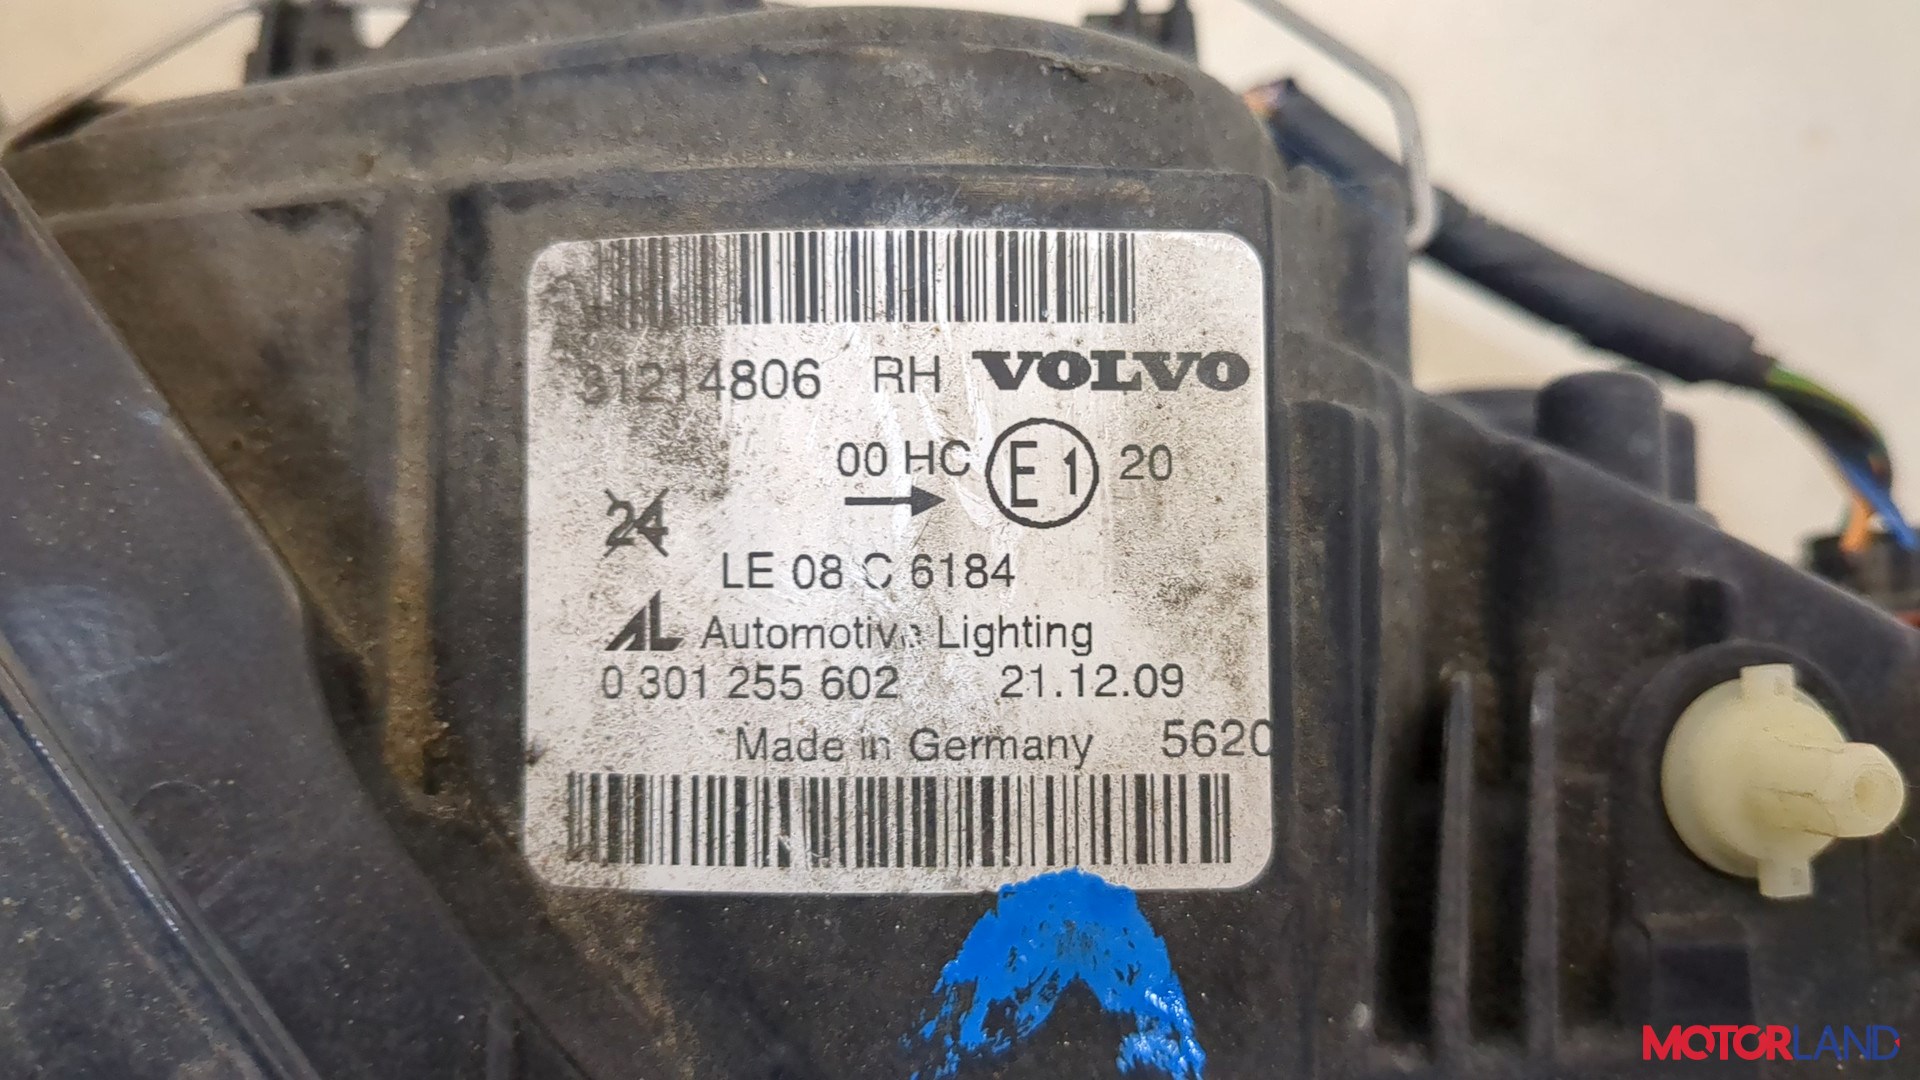 31214806 RH VOLVO
00 HC E1 20
24
LE 08 C 6184
AL Automotive Lighting
0 301 255 602 21.12.09
Made in Germany 5620
MOTORLAND